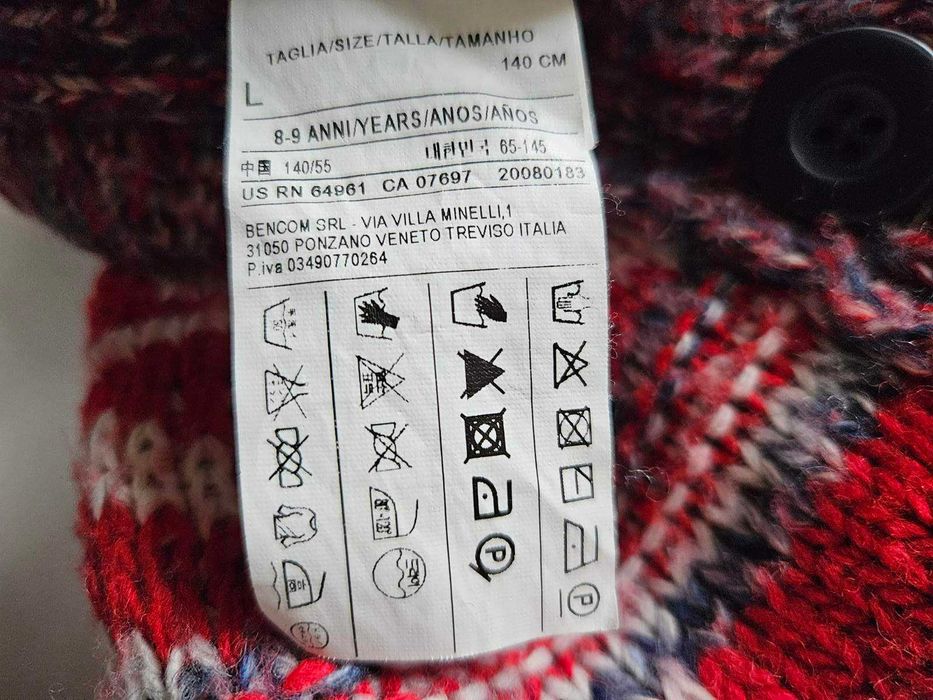 TAGLIA/SIZE/TALLA/TAMANHO
140 CM
L
8-9 ANNI/YEARS/ANOS/AÑOS
中国 140/55 대한민국 65-145
US RN 64961 CA 07697 20080183
BENCOM SRL - VIA VILLA MINELLI,1
31050 PONZANO VENETO TREVISO ITALIA
P.iva 03490770264
P
P